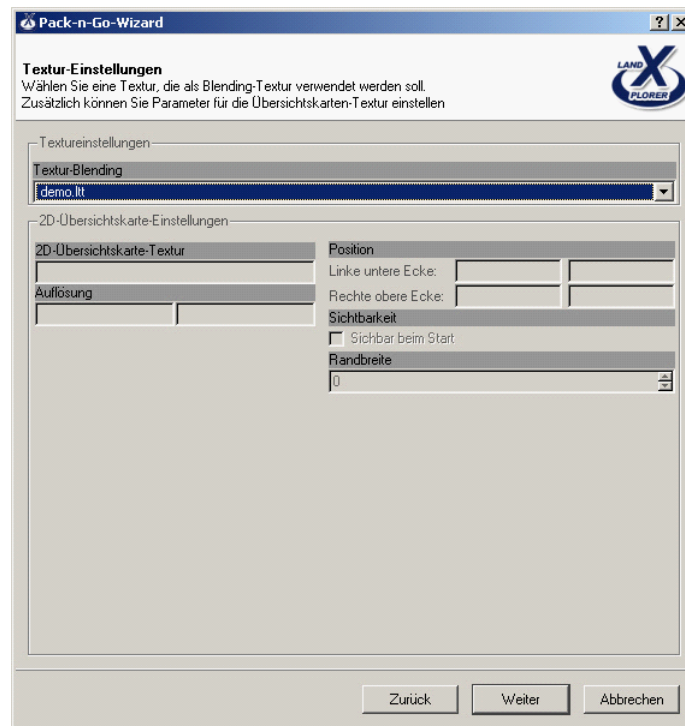 Pack-n-Go-Wizard
Textur-Einstellungen
Wählen Sie eine Textur, die als Blending-Textur verwendet werden soll.
Zusätzlich können Sie Parameter für die Übersichtskarten-Textur einstellen
LAND X PLORER
Textureinstellungen
Textur-Blending
demo.ltt
2D-Übersichtskarte-Einstellungen
2D-Übersichtskarte-Textur
Auflösung
Position
Linke untere Ecke:
Rechte obere Ecke:
Sichtbarkeit
Sichbar beim Start
Randbreite
0
Zurück
Weiter
Abbrechen